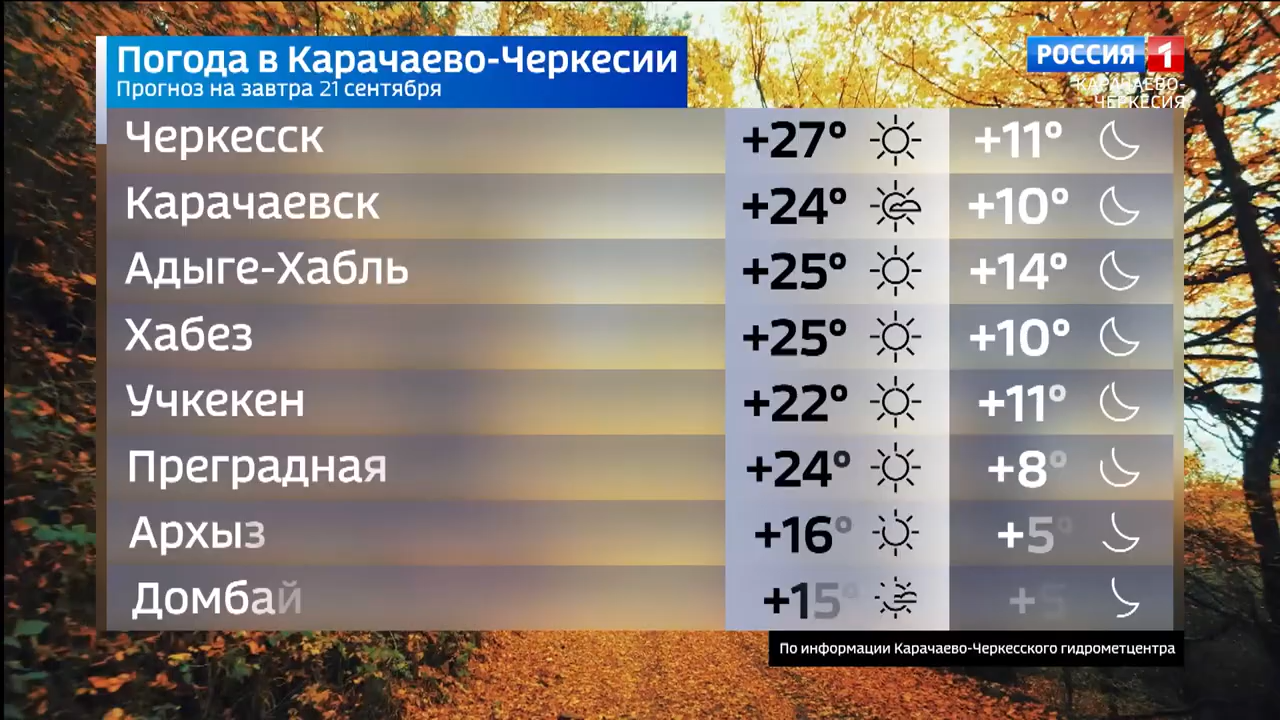 Погода в Карачаево-Черкесии
Прогноз на завтра 21 сентября
РОССИЯ 1
КАРАЧАЕВО-
ЧЕРКЕСИЯ
Черкесск +27° +11°
Карачаевск +24° +10°
Адыге-Хабль +25° +14°
Хабез +25° +10°
Учкекен +22° +11°
Преградная +24° +8°
Архыз +16° +5°
Домбай +15° +5
По информации Карачаево-Черкесского гидрометцентра